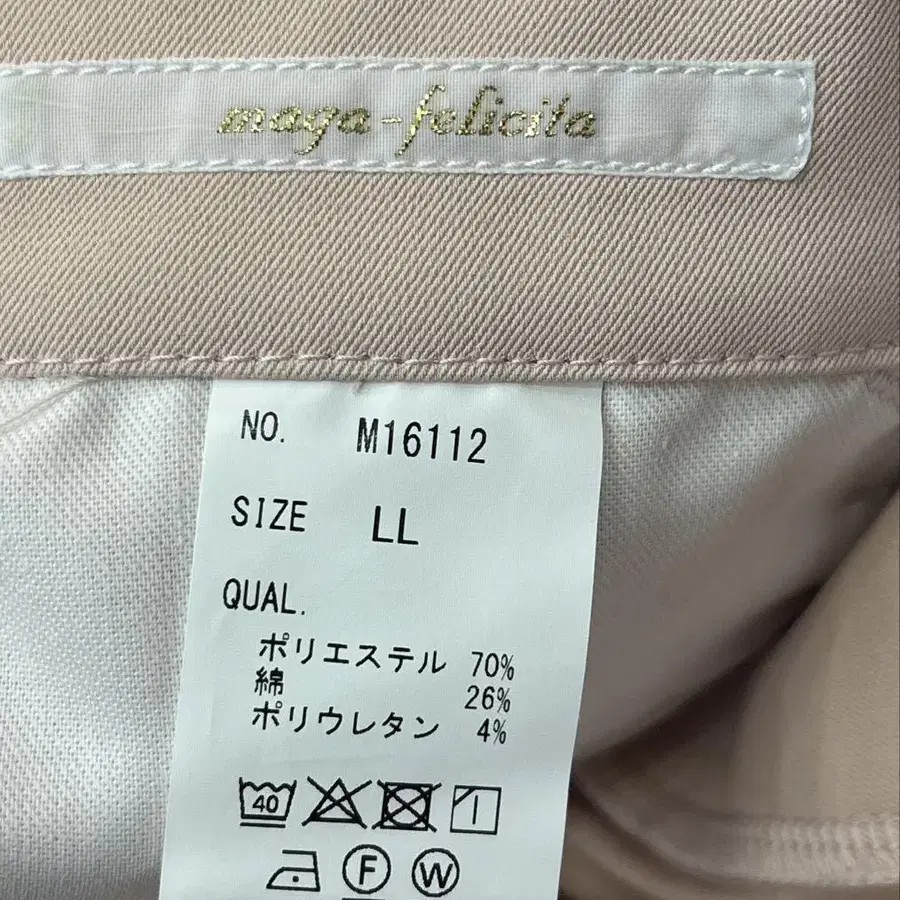 maga-felicita
NO. M16112
SIZE LL
QUAL.
ポリエステル 70%
綿 26%
ポリウレタン 4%
40
F W